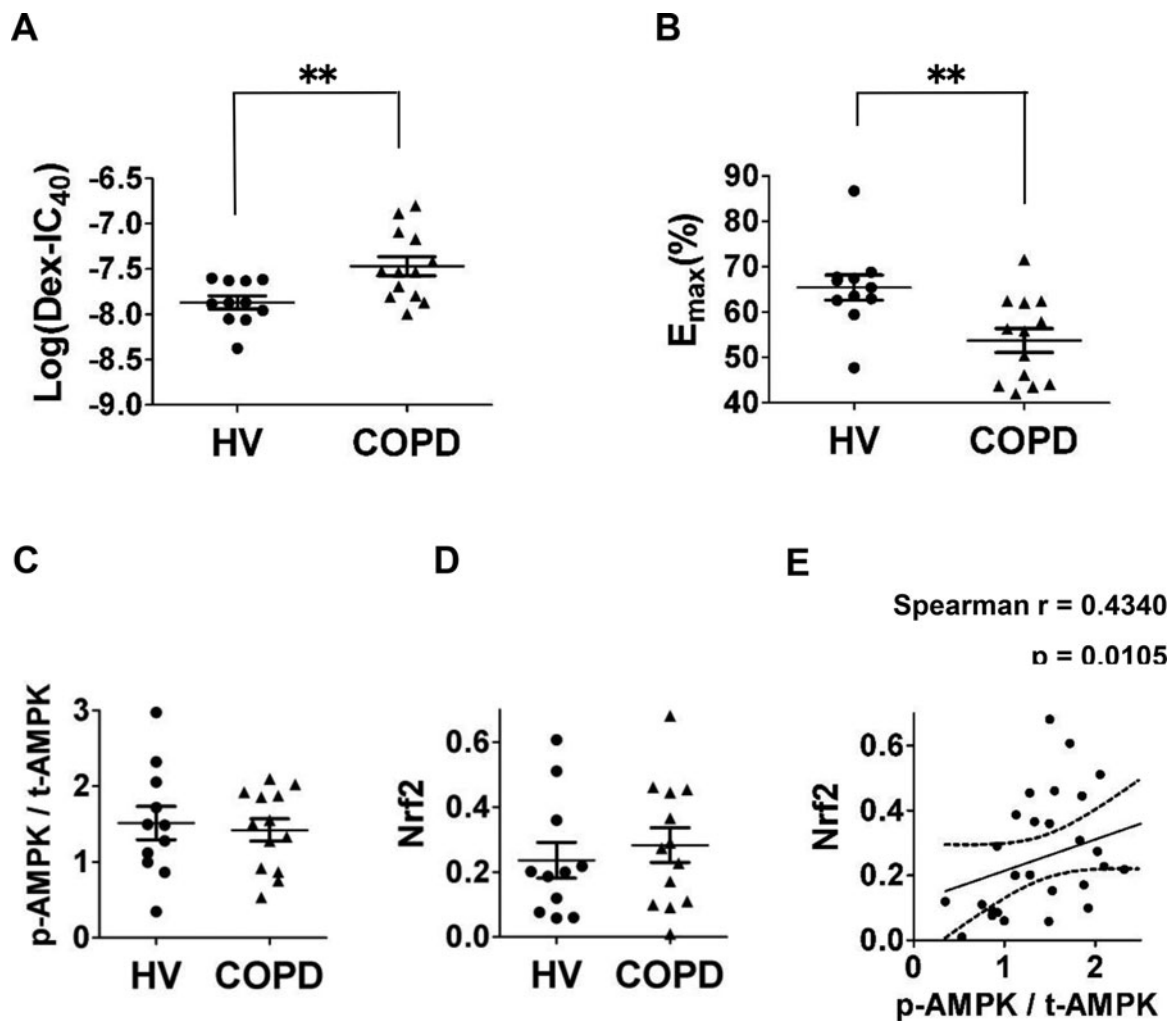 A
**
Log(Dex-IC40)
-6.5
-7.0
-7.5
-8.0
-8.5
-9.0
HV COPD
B
**
Emax(%)
90
80
70
60
50
40
HV COPD
C
p-AMPK / t-AMPK
3
2
1
0
HV COPD
D
Nrf2
0.6
0.4
0.2
0.0
HV COPD
E
Spearman r = 0.4340
p = 0.0105
Nrf2
0.6
0.4
0.2
0.0
0 1 2
p-AMPK / t-AMPK